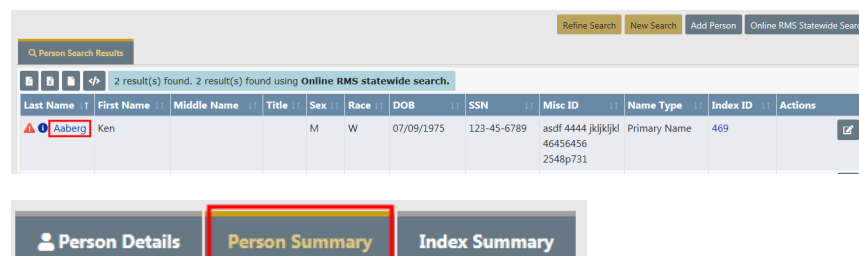 Refine Search New Search Add Person Online RMS Statewide Sear
Person Search Results
2 result(s) found. 2 result(s) found using Online RMS statewide search.
Last Name First Name Middle Name Title Sex Race DOB SSN Misc ID Name Type Index ID Actions
Aaberg Ken M W 07/09/1975 123-45-6789 asdf 4444 jkljkljkl Primary Name 469
46456456
2548p731
Person Details Person Summary Index Summary